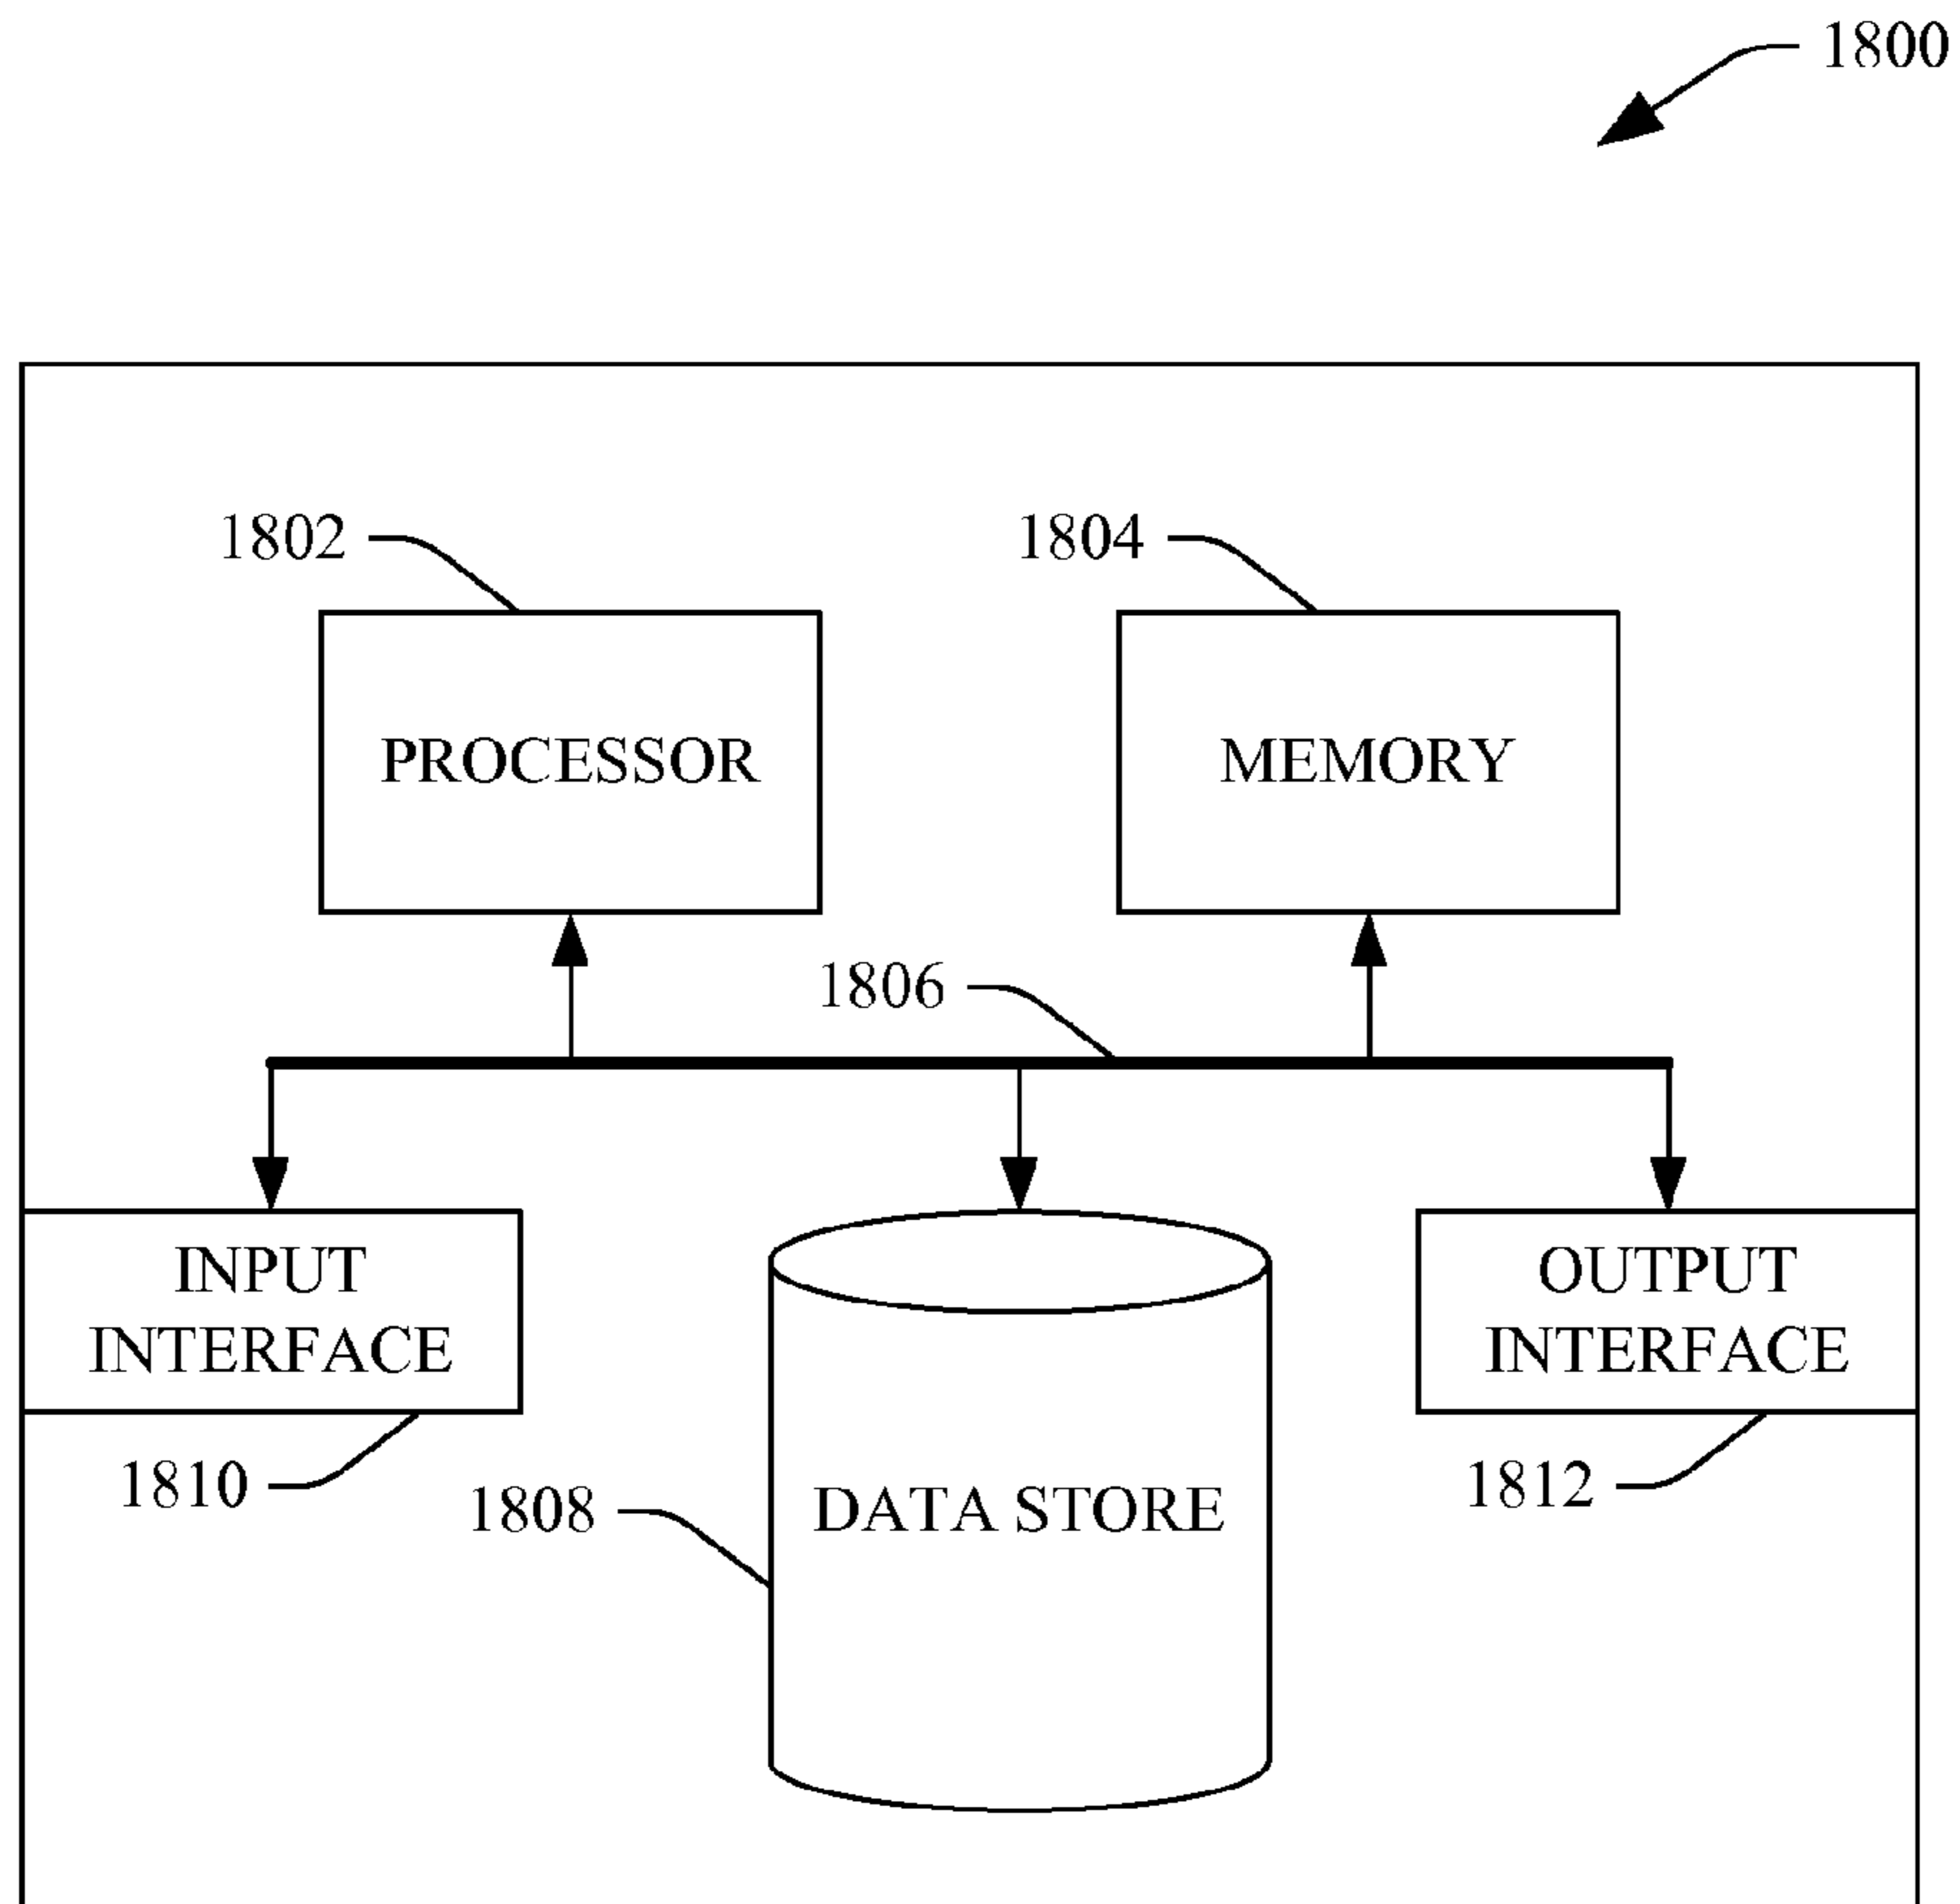 1800
1802
1804
PROCESSOR
MEMORY
1806
INPUT
INTERFACE
OUTPUT
INTERFACE
1810
1808
DATA STORE
1812